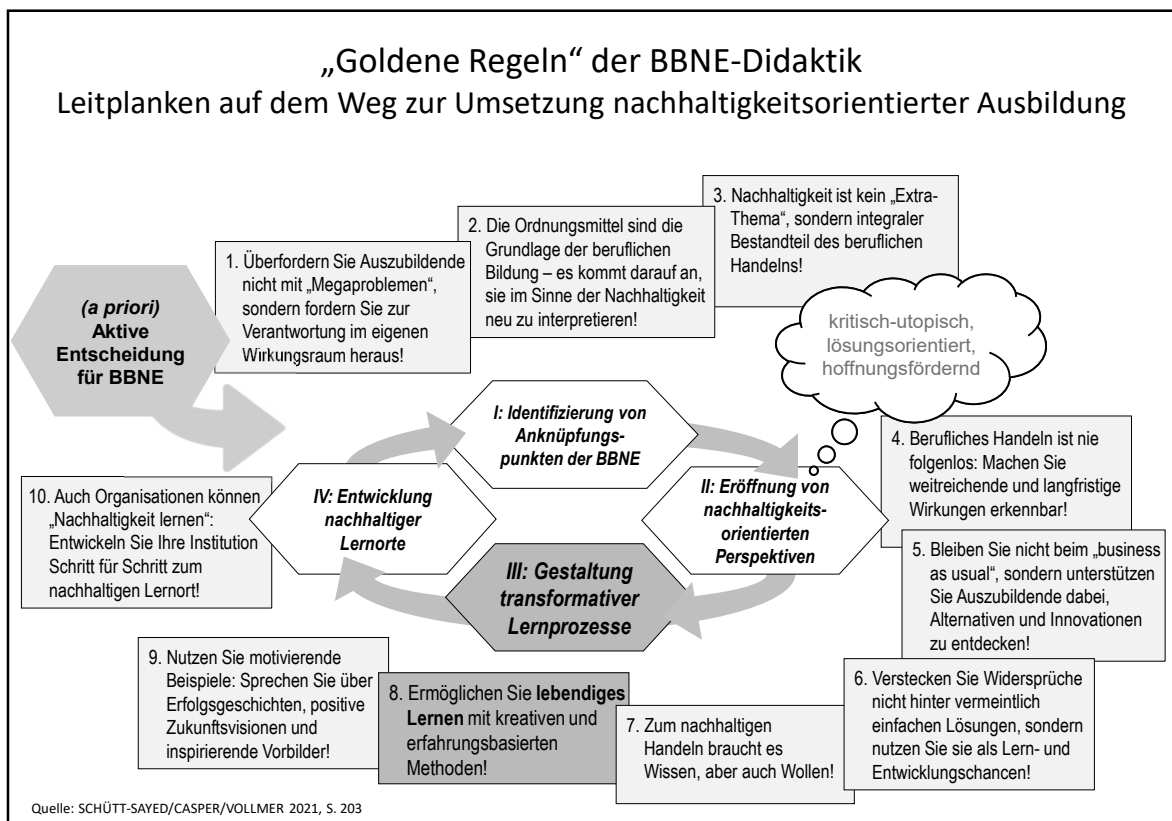 „Goldene Regeln“ der BBNE-Didaktik
Leitplanken auf dem Weg zur Umsetzung nachhaltigkeitsorientierter Ausbildung
(a priori)
Aktive
Entscheidung
für BBNE
1. Überfordern Sie Auszubildende
nicht mit „Megaproblemen“,
sondern fordern Sie zur
Verantwortung im eigenen
Wirkungsraum heraus!
2. Die Ordnungsmittel sind die
Grundlage der beruflichen
Bildung – es kommt darauf an,
sie im Sinne der Nachhaltigkeit
neu zu interpretieren!
3. Nachhaltigkeit ist kein „Extra-
Thema“, sondern integraler
Bestandteil des beruflichen
Handelns!
kritisch-utopisch,
lösungsorientiert,
hoffnungsfördernd
I: Identifizierung von
Anknüpfungs-
punkten der BBNE
II: Eröffnung von
nachhaltigkeits-
orientierten
Perspektiven
III: Gestaltung
transformativer
Lernprozesse
IV: Entwicklung
nachhaltiger
Lernorte
4. Berufliches Handeln ist nie
folgenlos: Machen Sie
weitreichende und langfristige
Wirkungen erkennbar!
5. Bleiben Sie nicht beim „business
as usual“, sondern unterstützen
Sie Auszubildende dabei,
Alternativen und Innovationen
zu entdecken!
6. Verstecken Sie Widersprüche
nicht hinter vermeintlich
einfachen Lösungen, sondern
nutzen Sie sie als Lern- und
Entwicklungschancen!
7. Zum nachhaltigen
Handeln braucht es
Wissen, aber auch Wollen!
8. Ermöglichen Sie lebendiges
Lernen mit kreativen und
erfahrungsbasierten
Methoden!
9. Nutzen Sie motivierende
Beispiele: Sprechen Sie über
Erfolgsgeschichten, positive
Zukunftsvisionen und
inspirierende Vorbilder!
10. Auch Organisationen können
„Nachhaltigkeit lernen“:
Entwickeln Sie Ihre Institution
Schritt für Schritt zum
nachhaltigen Lernort!
Quelle: SCHÜTT-SAYED/CASPER/VOLLMER 2021, S. 203